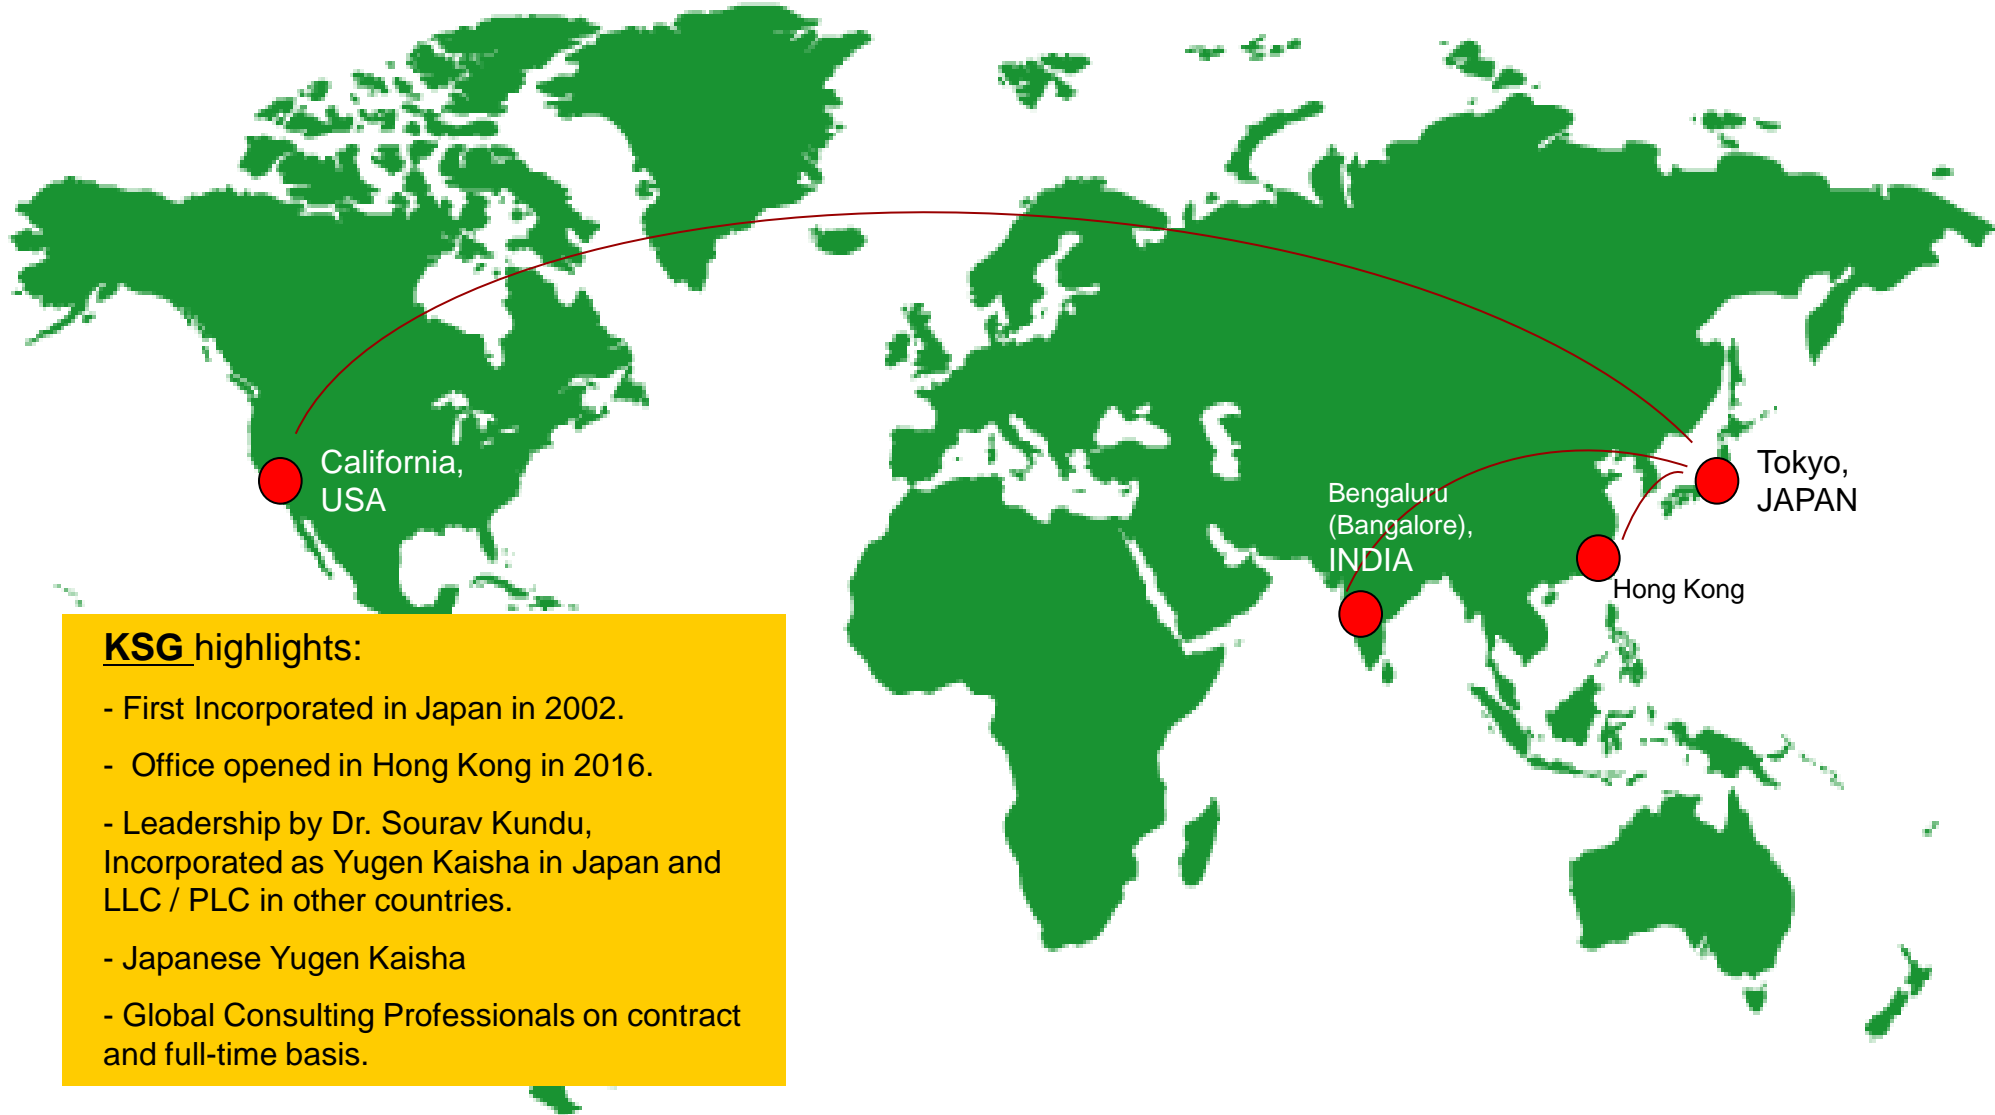 California,
USA
Bengaluru
(Bangalore),
INDIA
Tokyo,
JAPAN
Hong Kong
KSG highlights:
- First Incorporated in Japan in 2002.
- Office opened in Hong Kong in 2016.
- Leadership by Dr. Sourav Kundu,
Incorporated as Yugen Kaisha in Japan and
LLC / PLC in other countries.
- Japanese Yugen Kaisha
- Global Consulting Professionals on contract
and full-time basis.